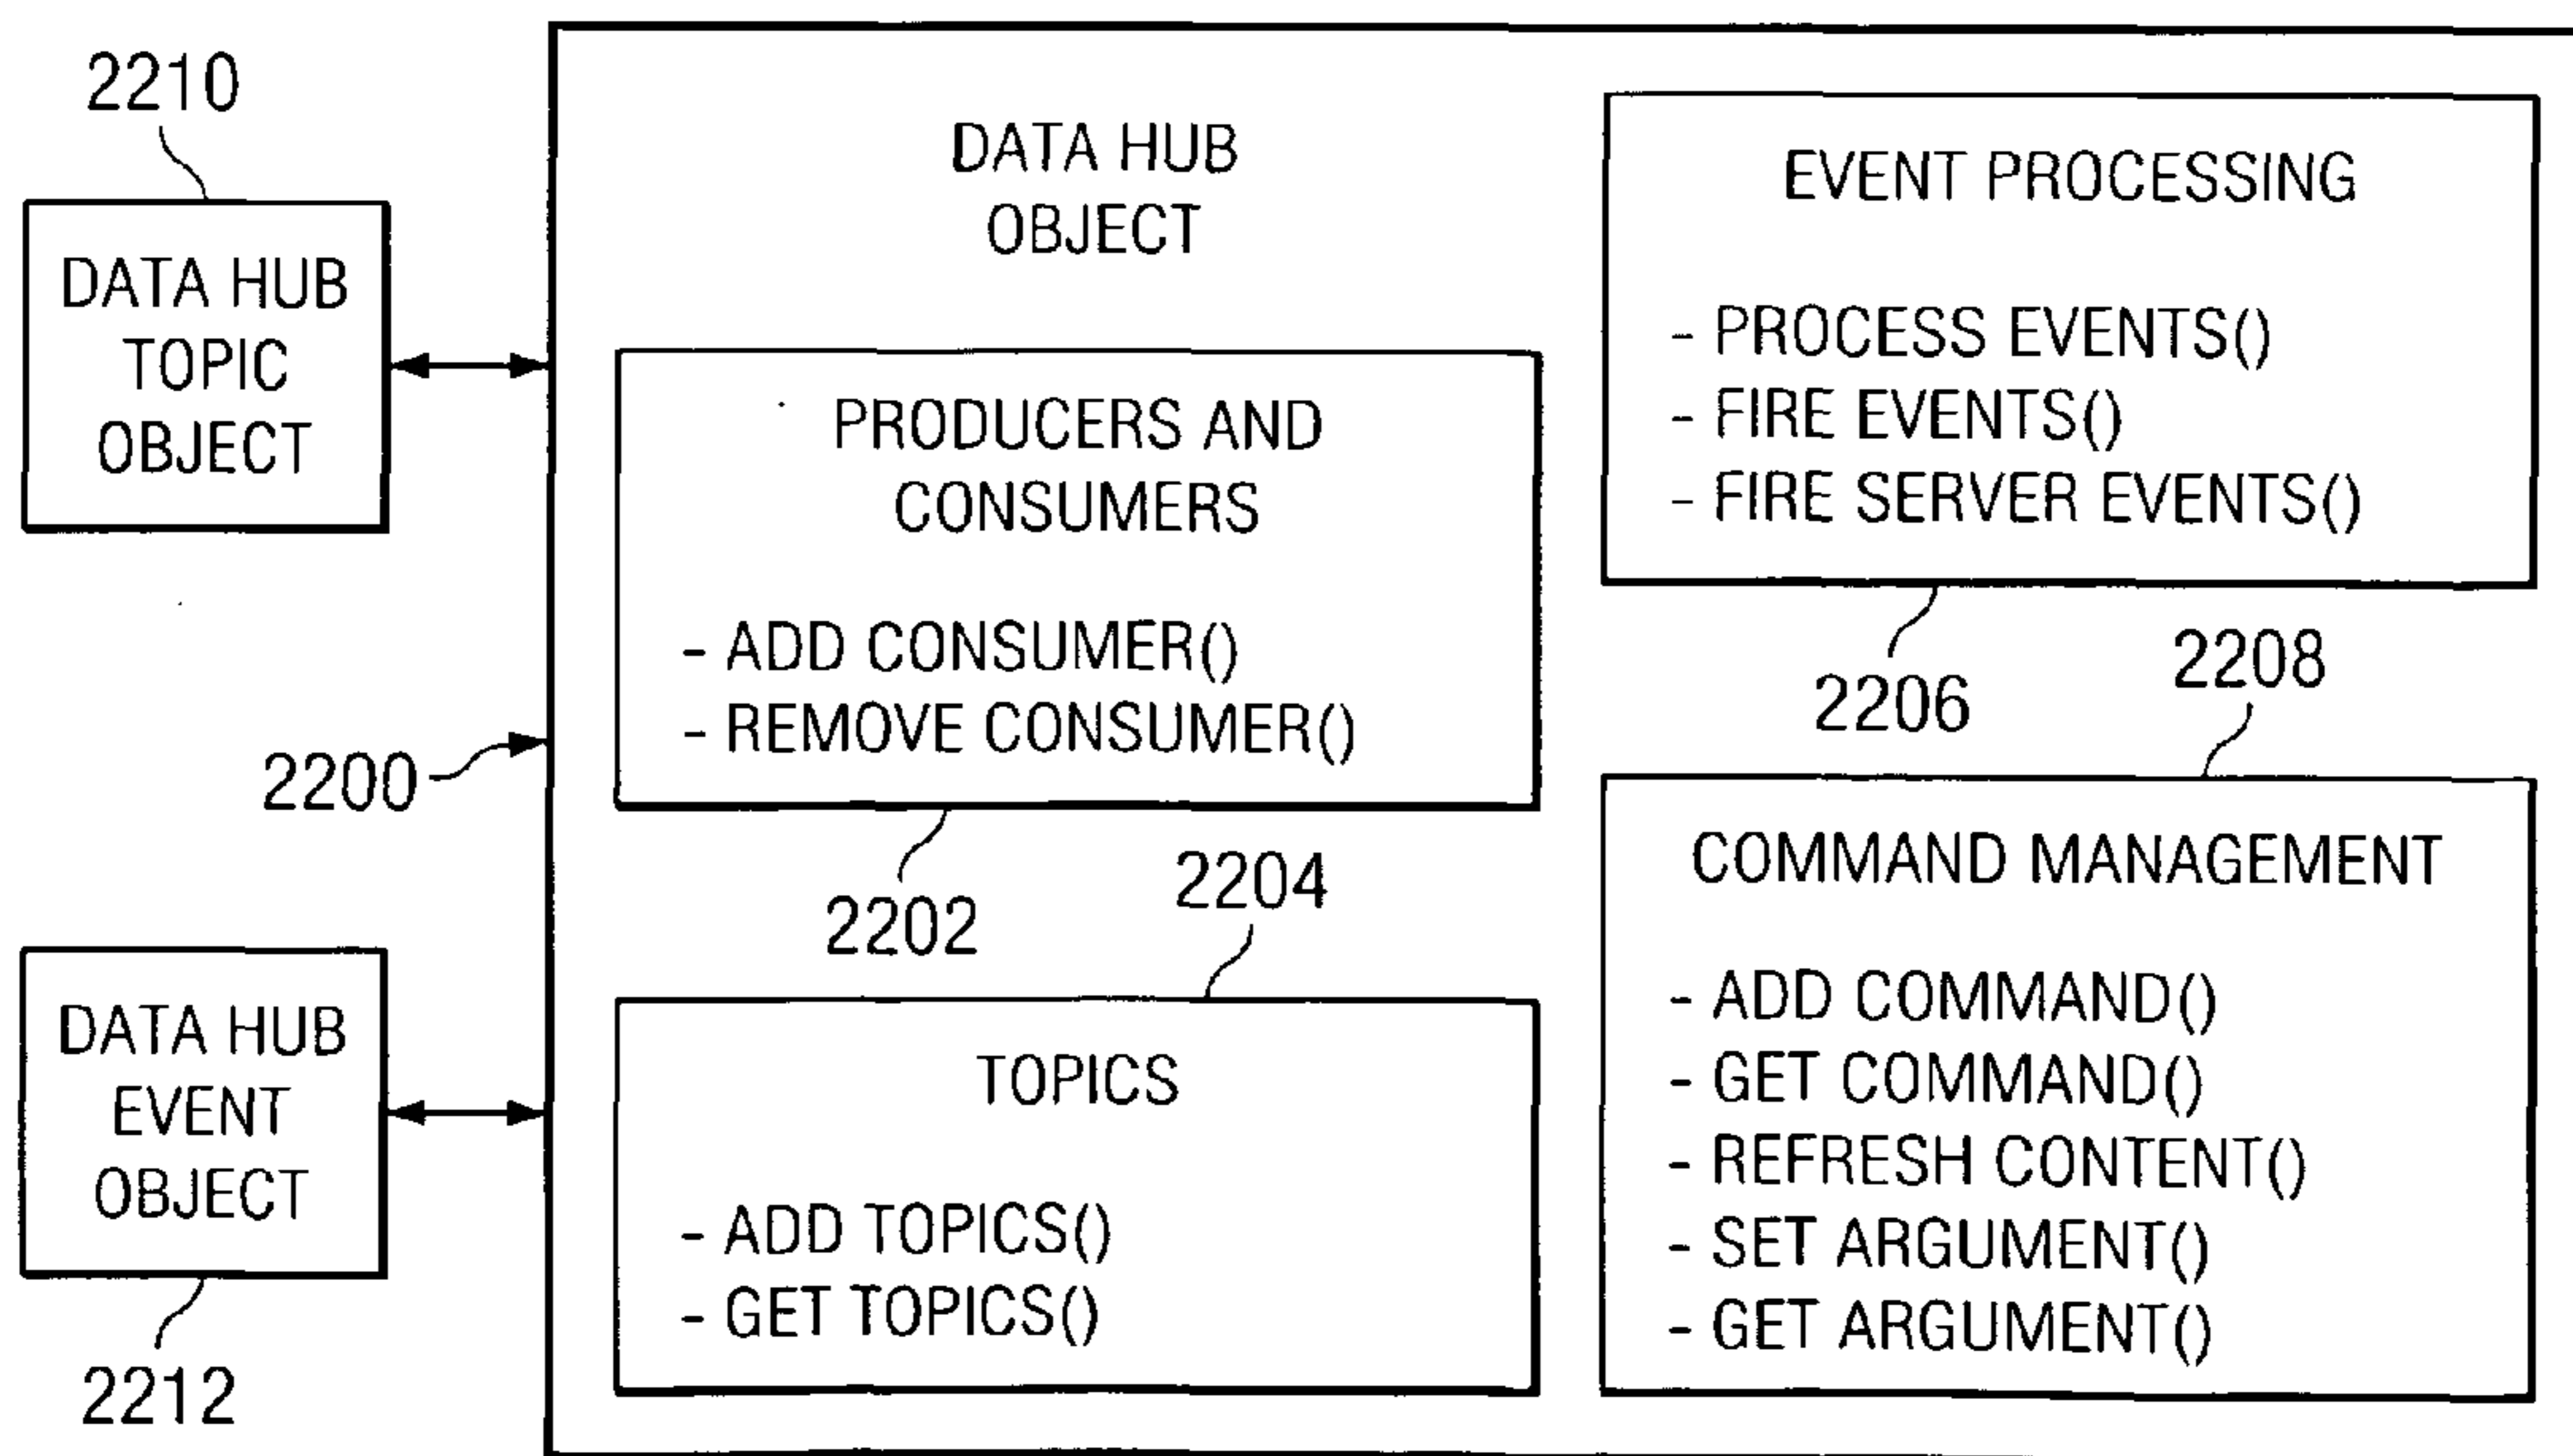 2210
DATA HUB
TOPIC
OBJECT
2200
DATA HUB
EVENT
OBJECT
2212
DATA HUB
OBJECT
PRODUCERS AND
CONSUMERS
- ADD CONSUMER()
- REMOVE CONSUMER()
2202
2204
TOPICS
- ADD TOPICS()
- GET TOPICS()
EVENT PROCESSING
- PROCESS EVENTS()
- FIRE EVENTS()
- FIRE SERVER EVENTS()
2206
2208
COMMAND MANAGEMENT
- ADD COMMAND()
- GET COMMAND()
- REFRESH CONTENT()
- SET ARGUMENT()
- GET ARGUMENT()